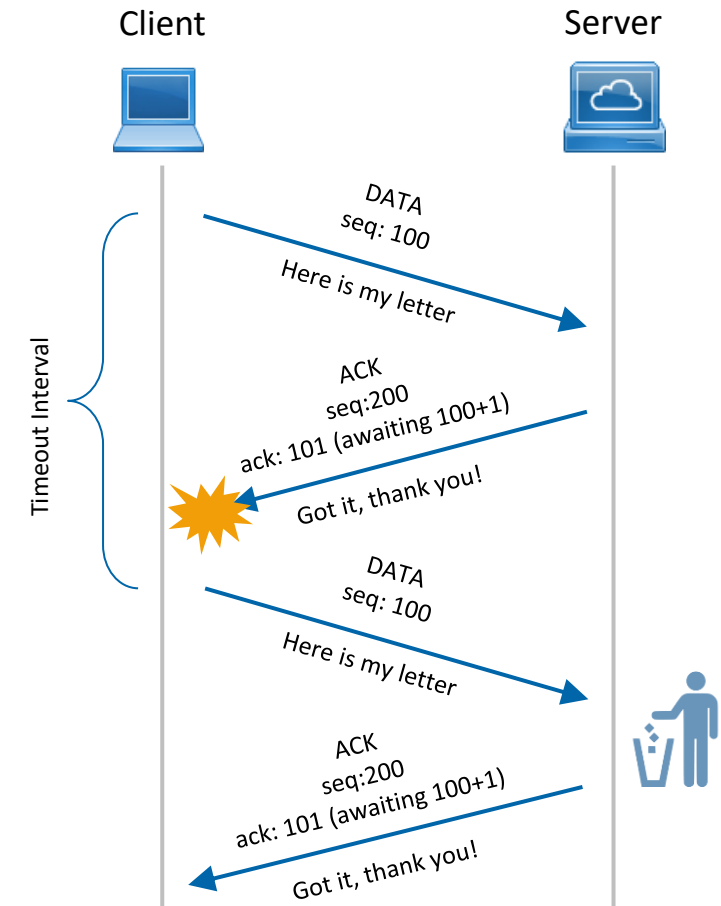 Client
Server
DATA
seq: 100
Here is my letter
Timeout Interval
ACK
seq:200
ack: 101 (awaiting 100+1)
Got it, thank you!
DATA
seq: 100
Here is my letter
ACK
seq:200
ack: 101 (awaiting 100+1)
Got it, thank you!